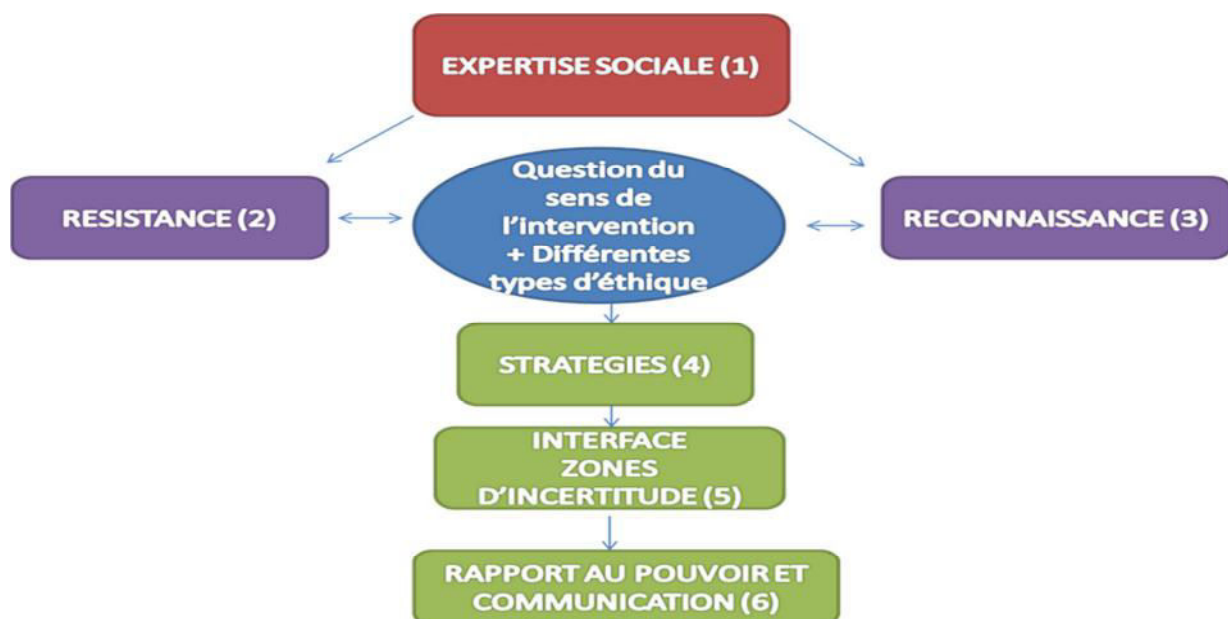 EXPERTISE SOCIALE (1)
RESISTANCE (2)
Question du
sens de
l'intervention
+ Différentes
types d'éthique
RECONNAISSANCE (3)
STRATEGIES (4)
INTERFACE
ZONES
D'INCERTITUDE (5)
RAPPORT AU POUVOIR ET
COMMUNICATION (6)